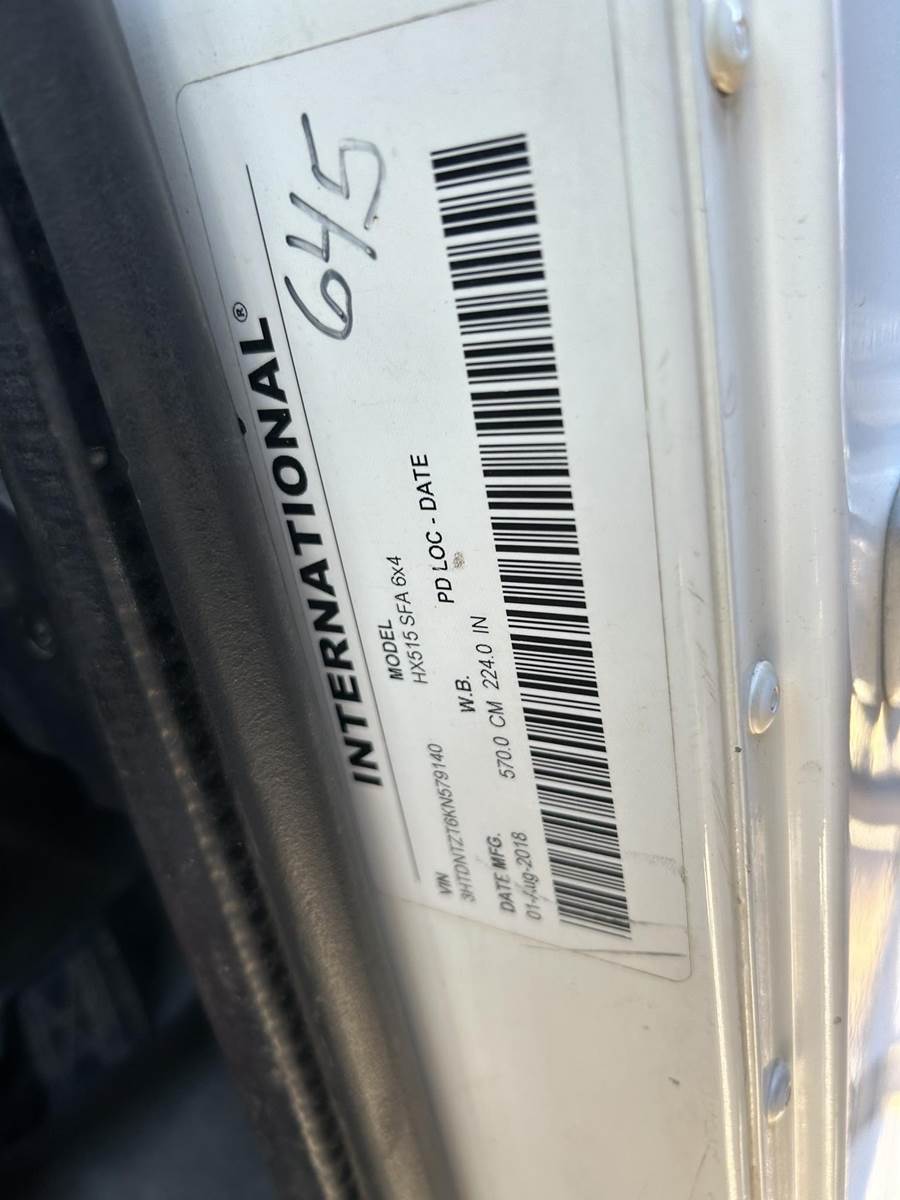 INTERNATIONAL®
645
MODEL
HX515 SFA 6x4
VIN
3HTDNTZT6KN579140
W.B.
570.0 CM 224.0 IN
PD LOC - DATE
DATE MFG.
01-Aug-2018